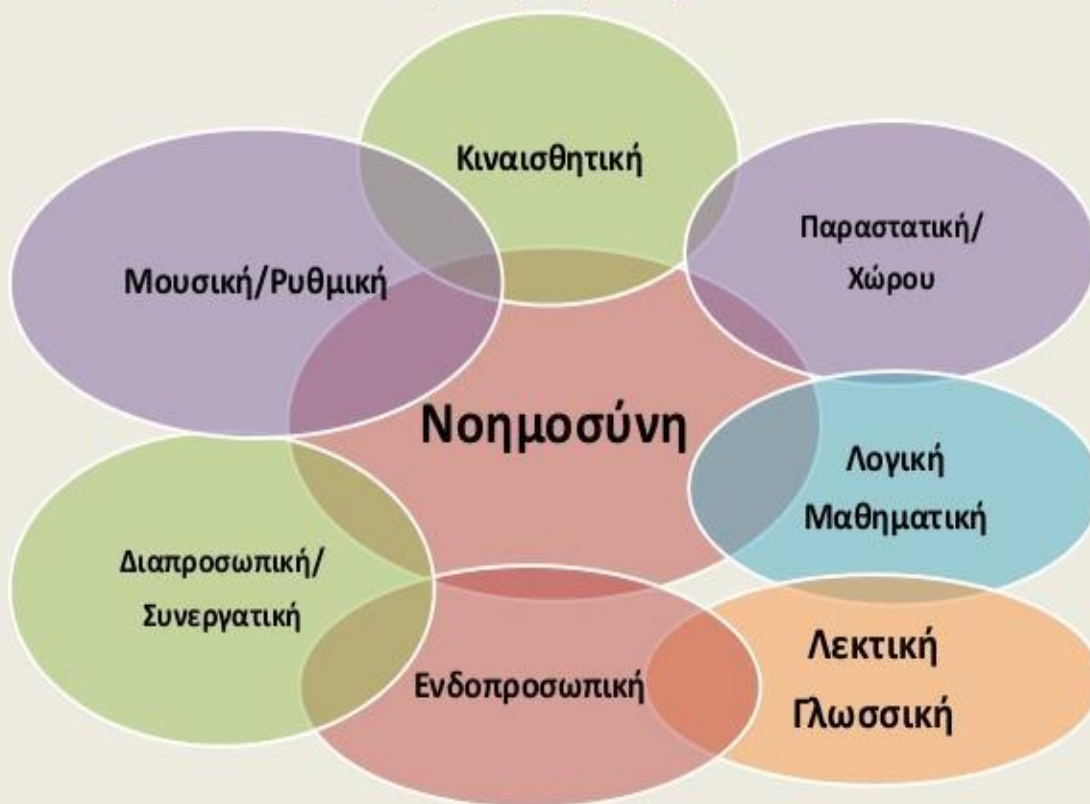 Κιναισθητική
Παραστατική/
Χώρου
Μουσική/Ρυθμική
Νοημοσύνη
Λογική
Μαθηματική
Διαπροσωπική/
Συνεργατική
Ενδοπροσωπική
Λεκτική
Γλωσσική